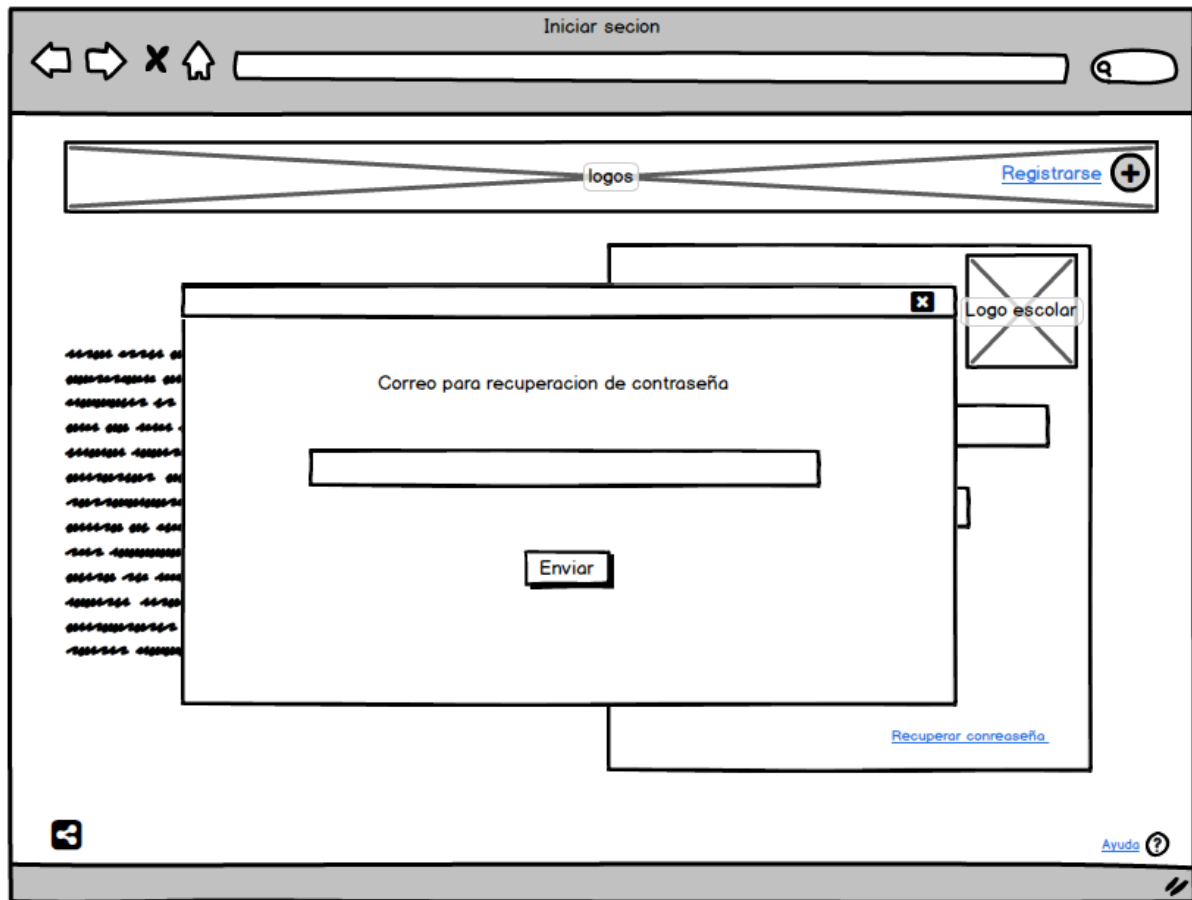 Iniciar secion
logos
Registrarse
Logo escolar
Correo para recuperacion de contraseña
Enviar
Recuperar conreaseña
Ayuda